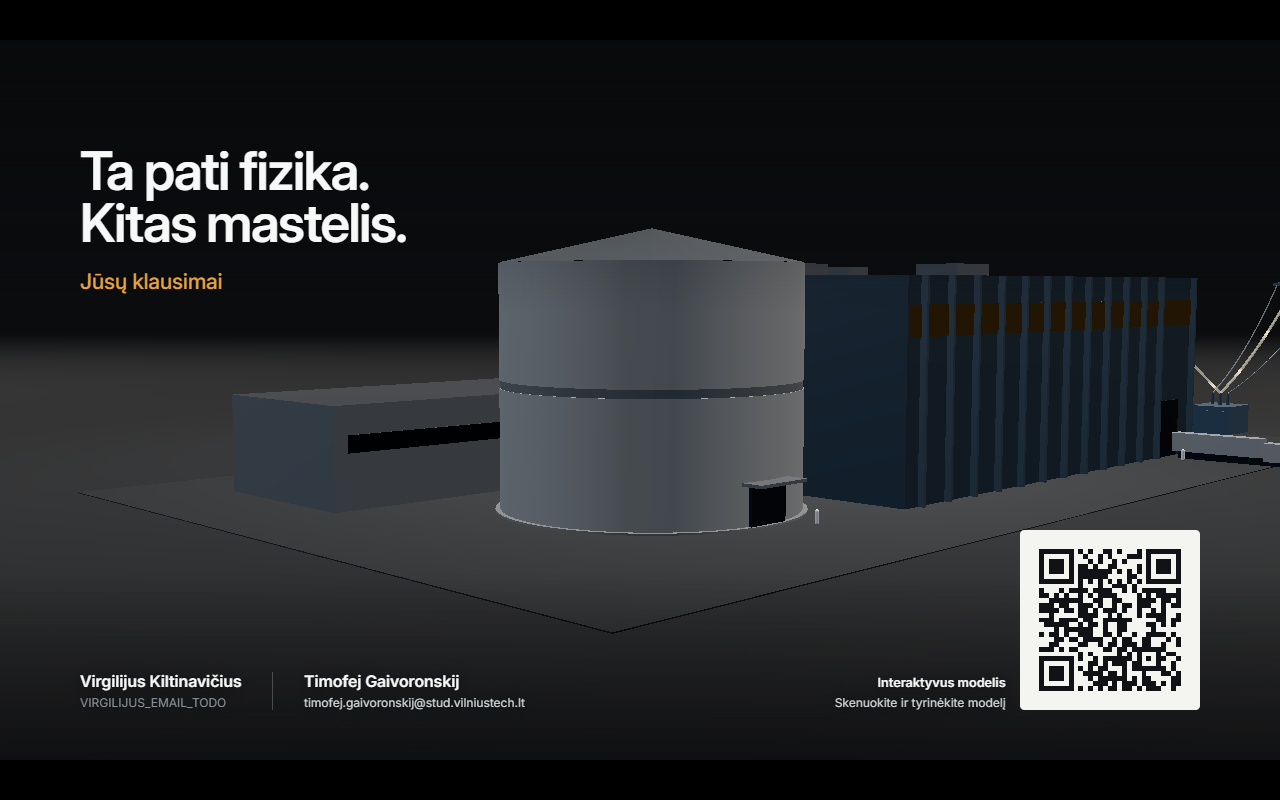 Ta pati fizika.
Kitas mastelis.
Jūsų klausimai
Virgilijus Kiltinavičius
VIRGILIJUS_EMAIL_TODO
Timofej Gaivoronskij
timofej.gaivoronskij@stud.vilniustech.lt
Interaktyvus modelis
Skenuokite ir tyrinėkite modelį